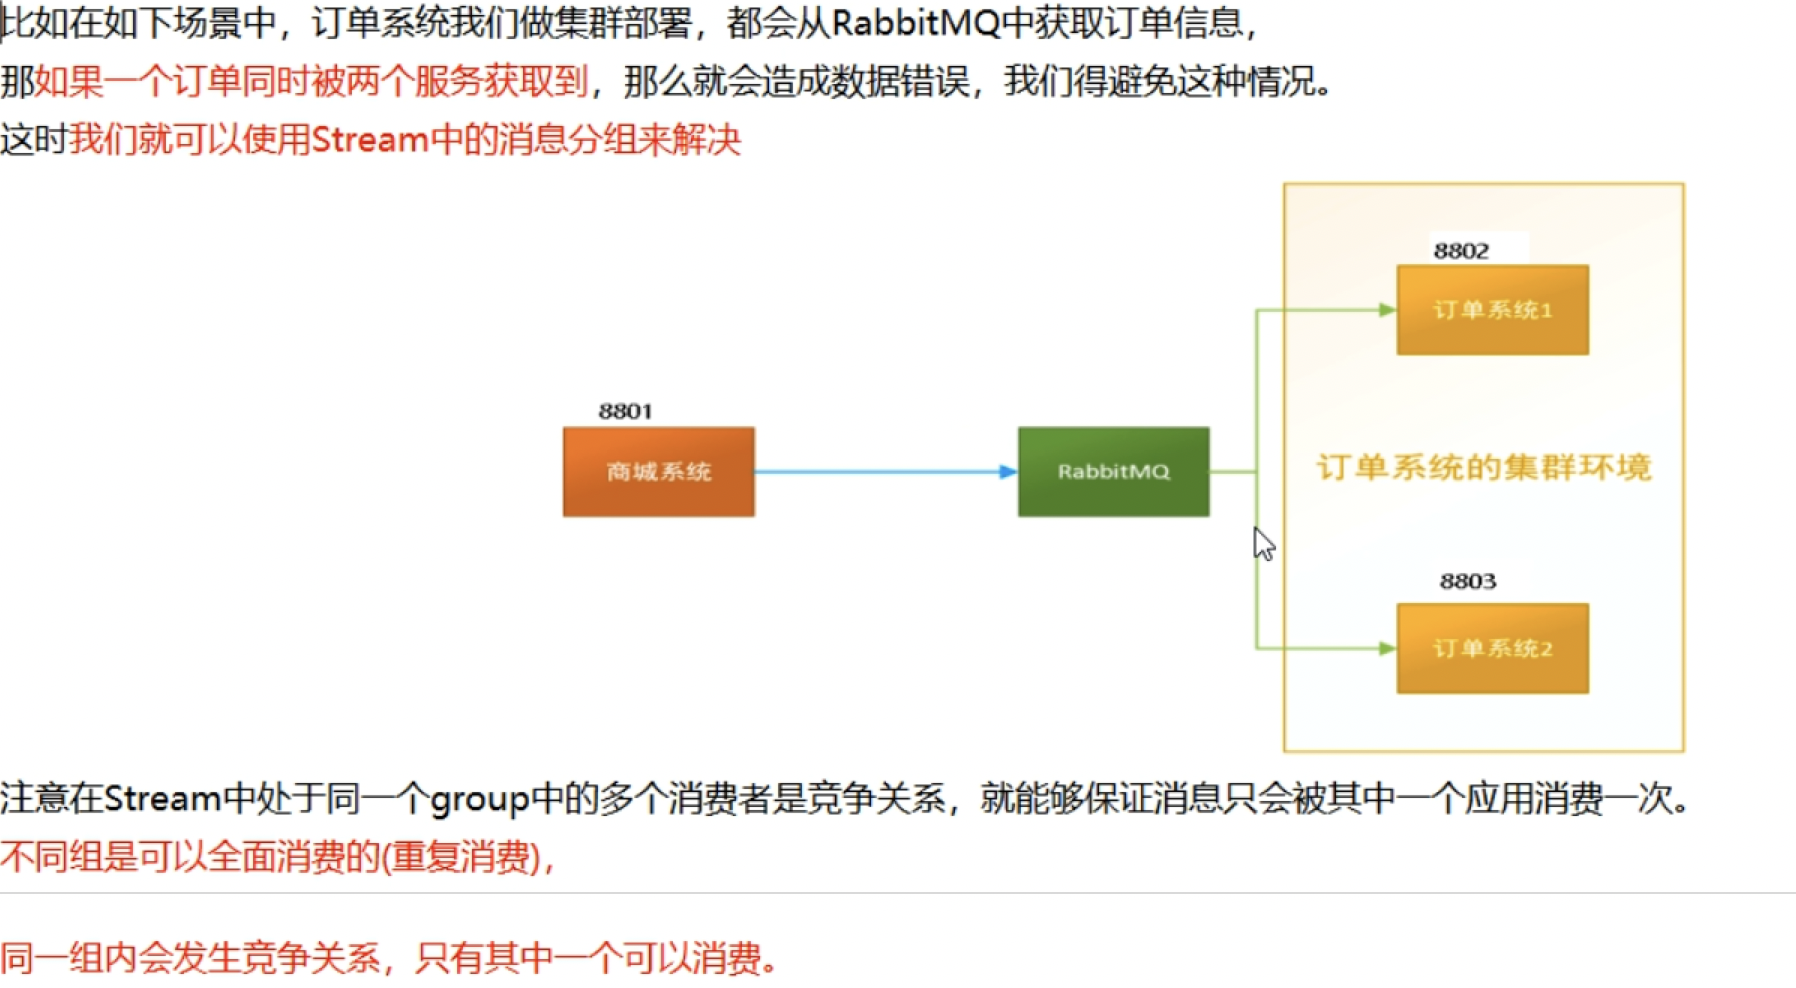 比如在如下场景中，订单系统我们做集群部署，都会从RabbitMQ中获取订单信息，
那如果一个订单同时被两个服务获取到，那么就会造成数据错误，我们得避免这种情况。
这时我们就可以使用Stream中的消息分组来解决
8802
订单系统1
8801
商城系统
RabbitMQ
订单系统的集群环境
8803
订单系统2
注意在Stream中处于同一个group中的多个消费者是竞争关系，就能够保证消息只会被其中一个应用消费一次。
不同组是可以全面消费的(重复消费)，
同一组内会发生竞争关系，只有其中一个可以消费。